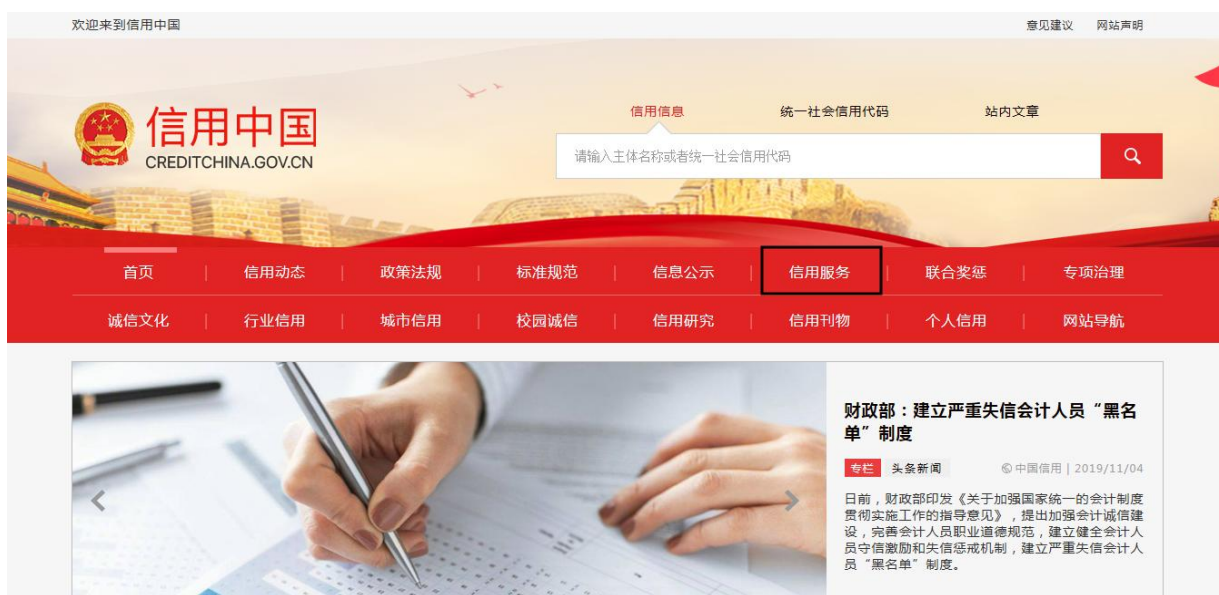 欢迎来到信用中国
意见建议 网站声明
信用信息 统一社会信用代码 站内文章
信用中国
CREDITCHINA.GOV.CN
请输入主体名称或者统一社会信用代码
首页 | 信用动态 | 政策法规 | 标准规范 | 信息公示 | 信用服务 | 联合奖惩 | 专项治理
诚信文化 | 行业信用 | 城市信用 | 校园诚信 | 信用研究 | 信用刊物 | 个人信用 | 网站导航
财政部：建立严重失信会计人员“黑名
单”制度
专栏 头条新闻 ©中国信用 | 2019/11/04
日前，财政部印发《关于加强国家统一的会计制度
贯彻实施工作的指导意见》，提出加强会计诚信建
设，完善会计人员职业道德规范，建立健全会计人
员守信激励和失信惩戒机制，建立严重失信会计人
员“黑名单”制度。